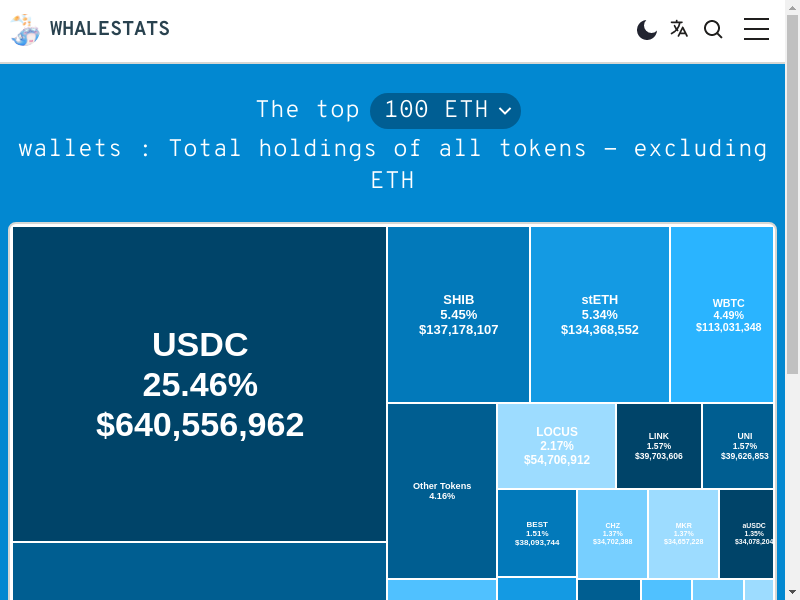 WHALESTATS
The top 100 ETH
wallets : Total holdings of all tokens – excluding
ETH
USDC
25.46%
$640,556,962
SHIB
5.45%
$137,178,107
stETH
5.34%
$134,368,552
WBTC
4.49%
$113,031,348
Other Tokens
4.16%
LOCUS
2.17%
$54,706,912
LINK
1.57%
$39,703,606
UNI
1.57%
$39,626,853
BEST
1.51%
$38,093,744
CHZ
1.37%
$34,702,388
MKR
1.37%
$34,657,228
aUSDC
1.35%
$34,078,204